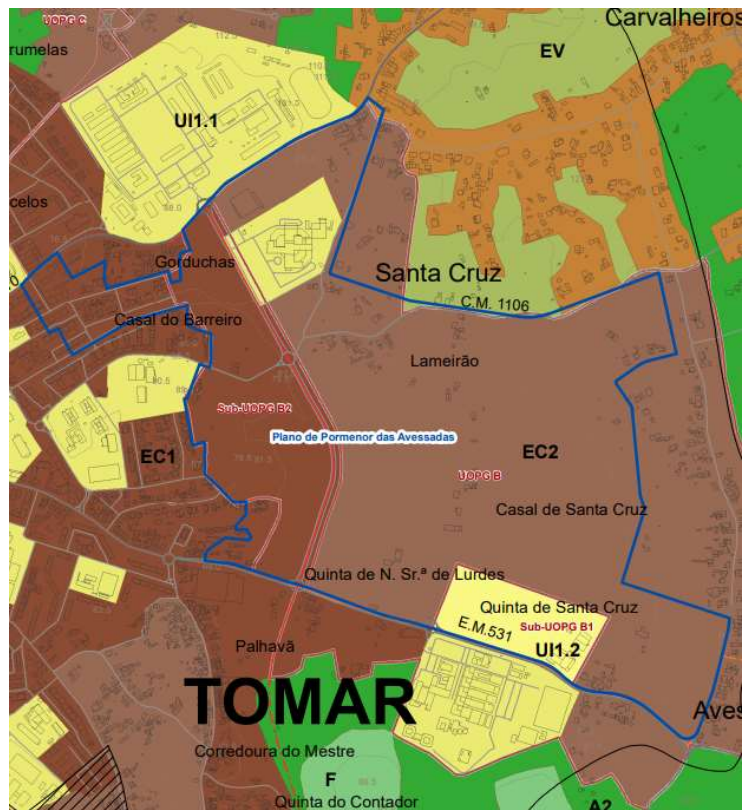 UOPG C
Carvalheiros
rumelas
EV
UI1.1
celos
Gorduchas
Santa Cruz
C.M. 1106
Casal do Barreiro
Lameirão
Sub-UOPG B2
Plano de Pormenor das Avessadas
EC1
EC2
UOPG B
Casal de Santa Cruz
Quinta de N. Sr.ª de Lurdes
Quinta de Santa Cruz
E.M.531
Sub-UOPG B1
Palhavã
UI1.2
TOMAR
Aves
Corredoura do Mestre
F
Quinta do Contador
A2